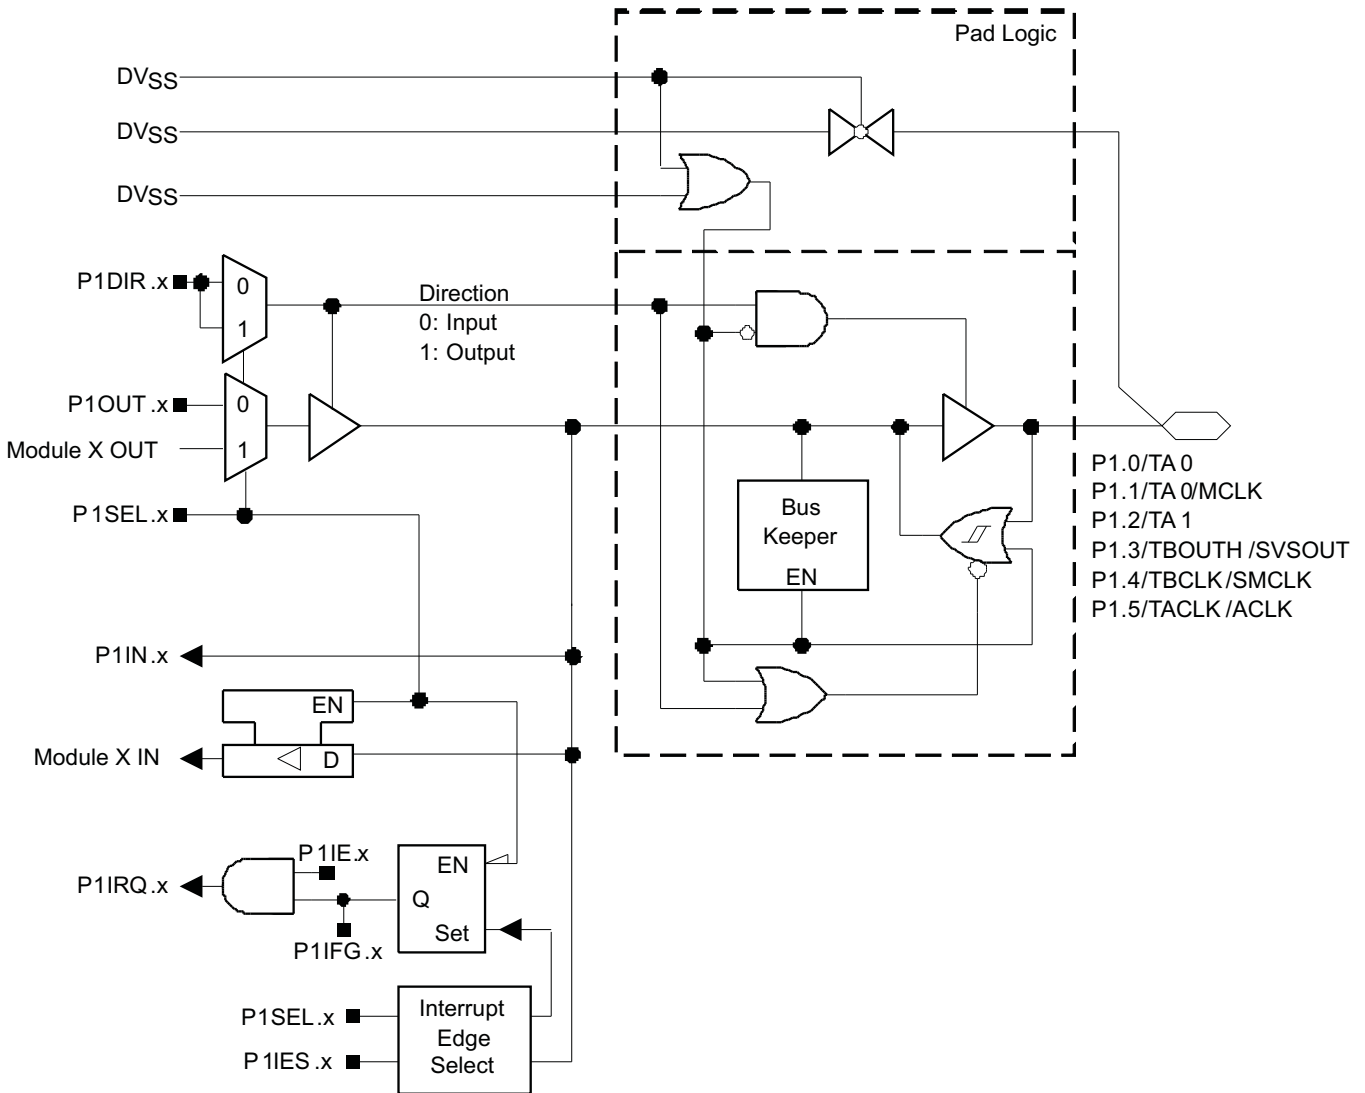 Pad Logic
DVSS
DVSS
DVSS
P1DIR.x
0
1
Direction
0: Input
1: Output
P1OUT.x
0
Module X OUT
1
P1SEL.x
Bus
Keeper
EN
P1.0/TA0
P1.1/TA0/MCLK
P1.2/TA1
P1.3/TBOUTH/SVSOUT
P1.4/TBCLK/SMCLK
P1.5/TACLK/ACLK
P1IN.x
EN
Module X IN
D
P1IE.x
P1IRQ.x
EN
Q
Set
P1IFG.x
P1SEL.x
P1IES.x
Interrupt
Edge
Select